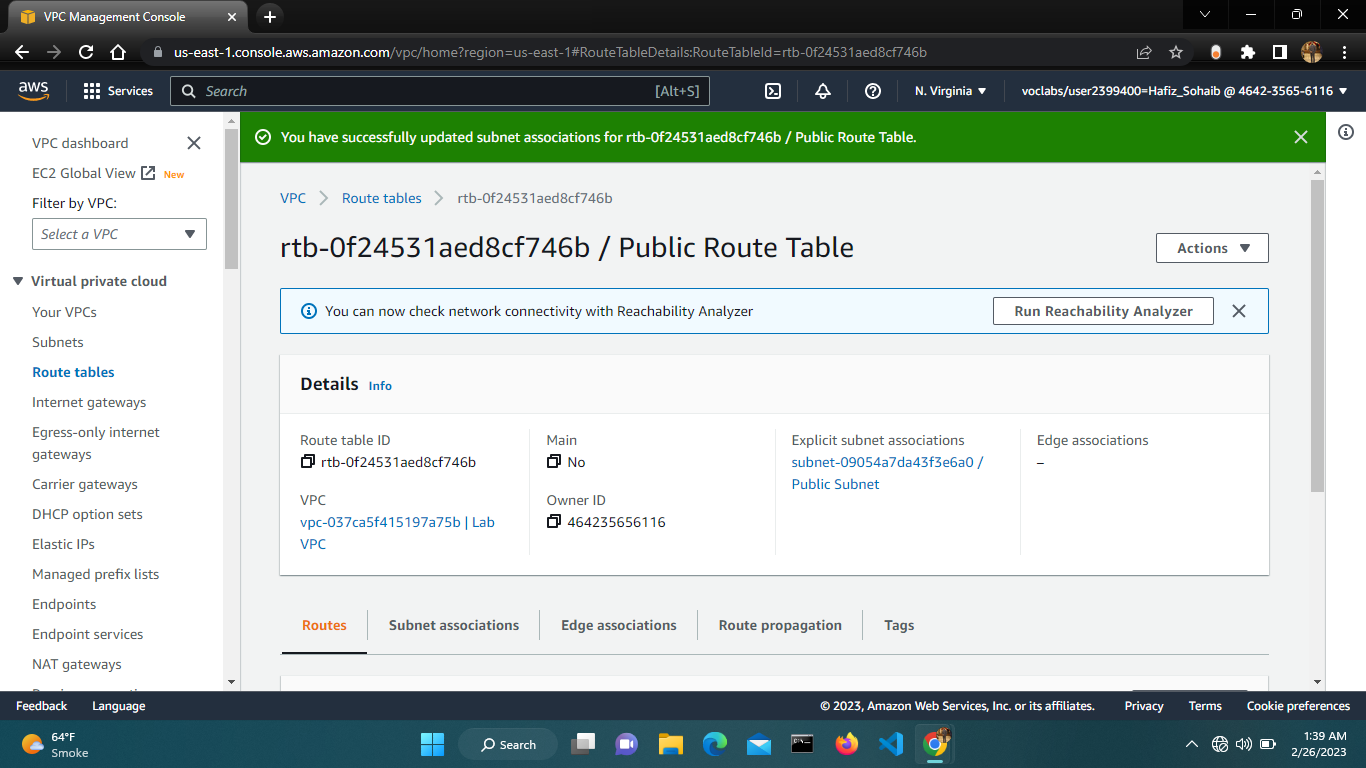 VPC Management Console
us-east-1.console.aws.amazon.com/vpc/home?region=us-east-1#RouteTableDetails:RouteTableId=rtb-0f24531aed8cf746b
aws
Services
Search
[Alt+S]
N. Virginia
voclabs/user2399400=Hafiz_Sohaib @ 4642-3565-6116
VPC dashboard
EC2 Global View New
Filter by VPC:
Select a VPC
Virtual private cloud
Your VPCs
Subnets
Route tables
Internet gateways
Egress-only internet
gateways
Carrier gateways
DHCP option sets
Elastic IPs
Managed prefix lists
Endpoints
Endpoint services
NAT gateways
You have successfully updated subnet associations for rtb-0f24531aed8cf746b / Public Route Table.
VPC
Route tables
rtb-0f24531aed8cf746b
rtb-0f24531aed8cf746b / Public Route Table
Actions
You can now check network connectivity with Reachability Analyzer
Run Reachability Analyzer
Details Info
Route table ID
rtb-0f24531aed8cf746b
VPC
vpc-037ca5f415197a75b | Lab
VPC
Main
No
Owner ID
464235656116
Explicit subnet associations
subnet-09054a7da43f3e6a0 /
Public Subnet
Edge associations
–
Routes
Subnet associations
Edge associations
Route propagation
Tags
Feedback
Language
© 2023, Amazon Web Services, Inc. or its affiliates.
Privacy
Terms
Cookie preferences
64°F
Smoke
Search
1:39 AM
2/26/2023